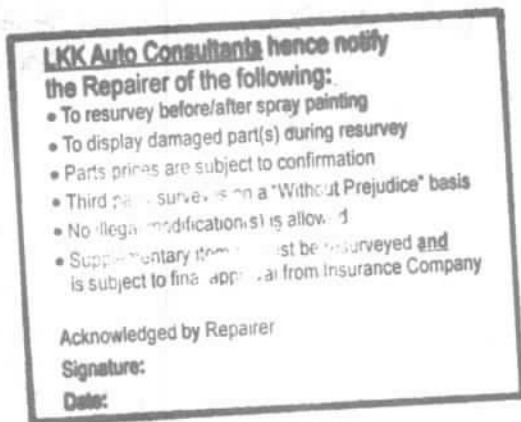 LKK Auto Consultants hence notify
the Repairer of the following:
• To resurvey before/after spray painting
• To display damaged part(s) during resurvey
• Parts prices are subject to confirmation
• Third survey is on a "Without Prejudice" basis
• No illegal modification(s) is allowed
• Supplementary must be resurveyed and
is subject to final approval from Insurance Company
Acknowledged by Repairer
Signature:
Date: